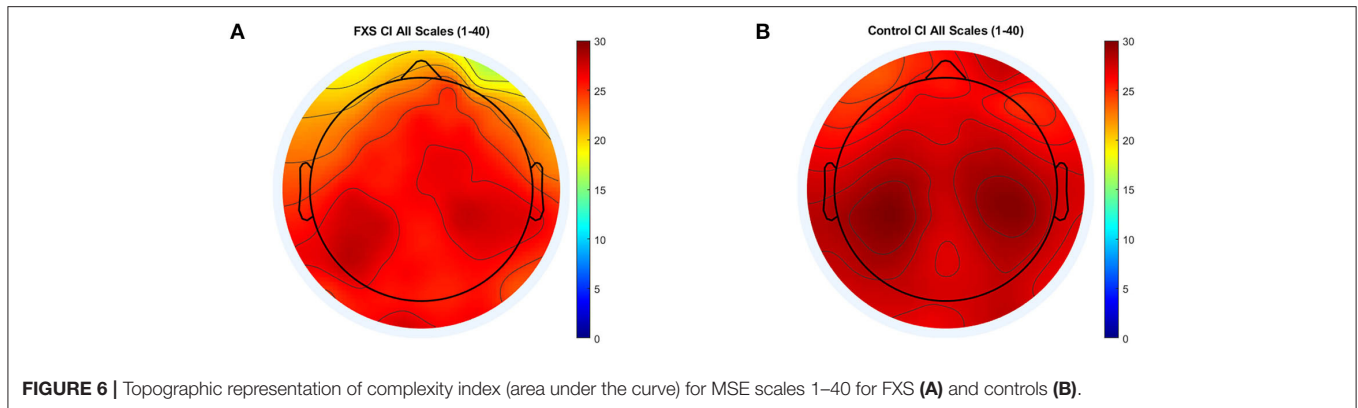 A
FXS CI All Scales (1-40)
30
25
20
15
10
5
0
B
Control CI All Scales (1-40)
30
25
20
15
10
5
0
FIGURE 6 | Topographic representation of complexity index (area under the curve) for MSE scales 1–40 for FXS (A) and controls (B).